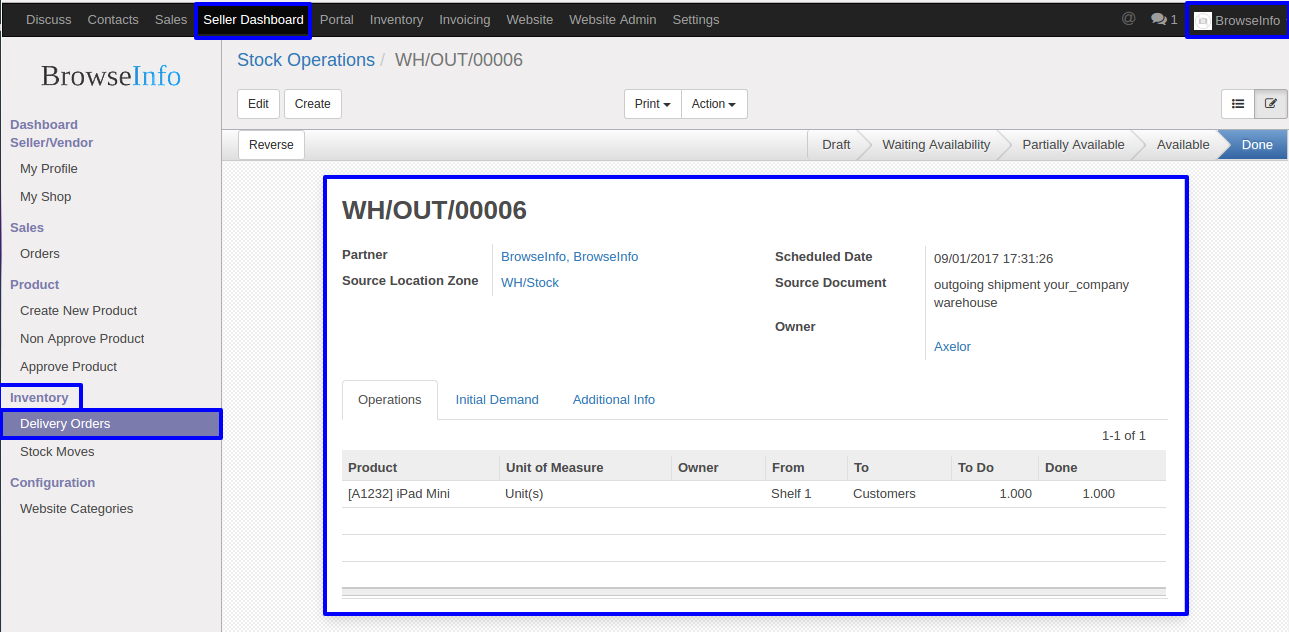 Discuss Contacts Sales Seller Dashboard Portal Inventory Invoicing Website Website Admin Settings @ 1 BrowseInfo
BrowseInfo
Dashboard
Seller/Vendor
My Profile
My Shop
Sales
Orders
Product
Create New Product
Non Approve Product
Approve Product
Inventory
Delivery Orders
Stock Moves
Configuration
Website Categories
Stock Operations / WH/OUT/00006
Edit Create Print Action
Reverse Draft Waiting Availability Partially Available Available Done
WH/OUT/00006
Partner BrowseInfo, BrowseInfo
Source Location Zone WH/Stock
Scheduled Date 09/01/2017 17:31:26
Source Document outgoing shipment your_company
warehouse
Owner
Axelor
Operations Initial Demand Additional Info
1-1 of 1
Product Unit of Measure Owner From To To Do Done
[A1232] iPad Mini Unit(s) Shelf 1 Customers 1.000 1.000